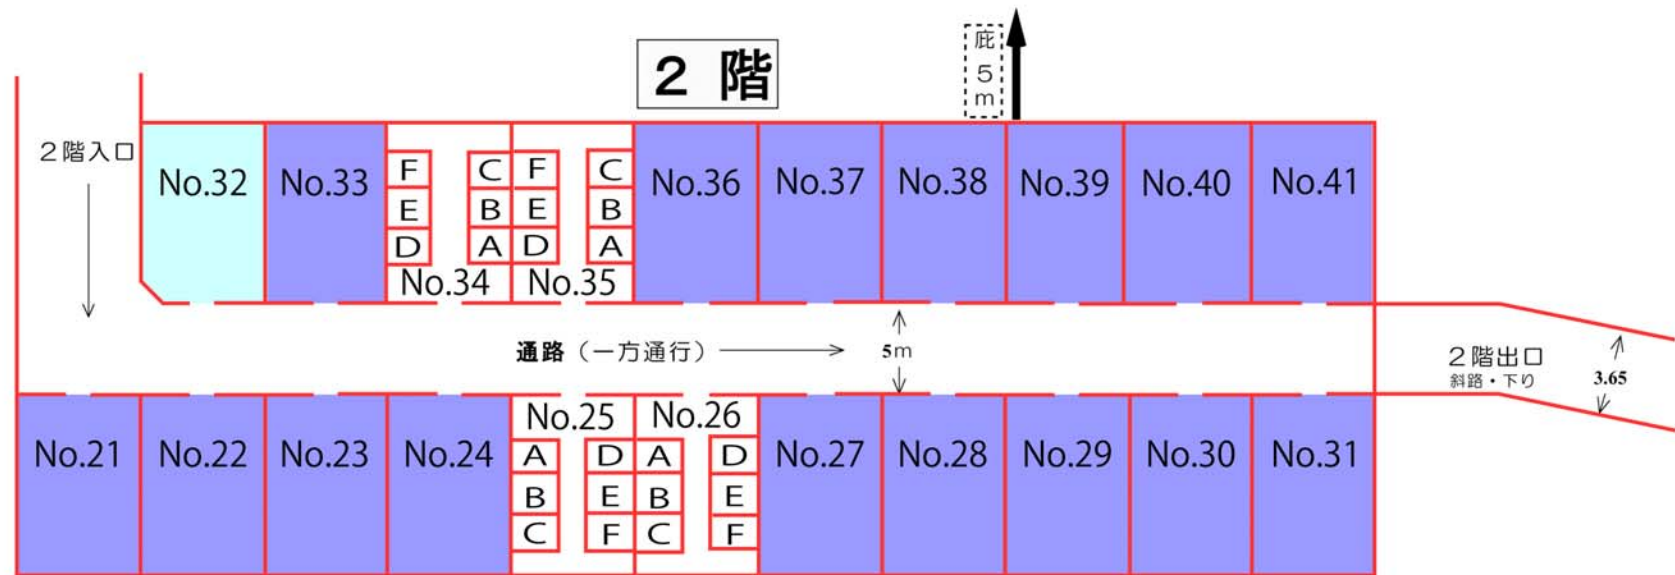 ２ 階
庇
５
ｍ
２階入口
No.32
No.33
F
C
F
C
E
B
E
B
D
A
D
A
No.34
No.35
No.36
No.37
No.38
No.39
No.40
No.41
通路（一方通行）
5m
２階出口
斜路・下り
3.65
No.21
No.22
No.23
No.24
No.25
No.26
A
D
A
D
B
E
B
E
C
F
C
F
No.27
No.28
No.29
No.30
No.31